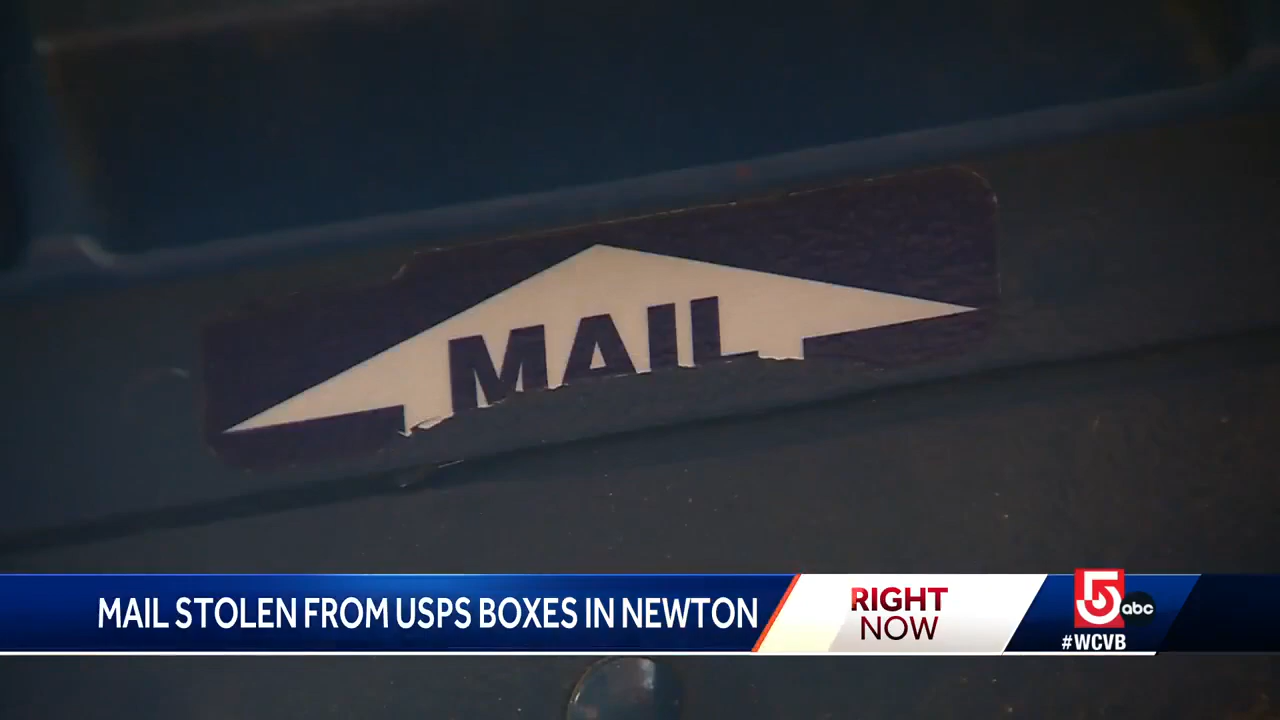 MAIL
MAIL STOLEN FROM USPS BOXES IN NEWTON
RIGHT
NOW
5
abc
#WCVB